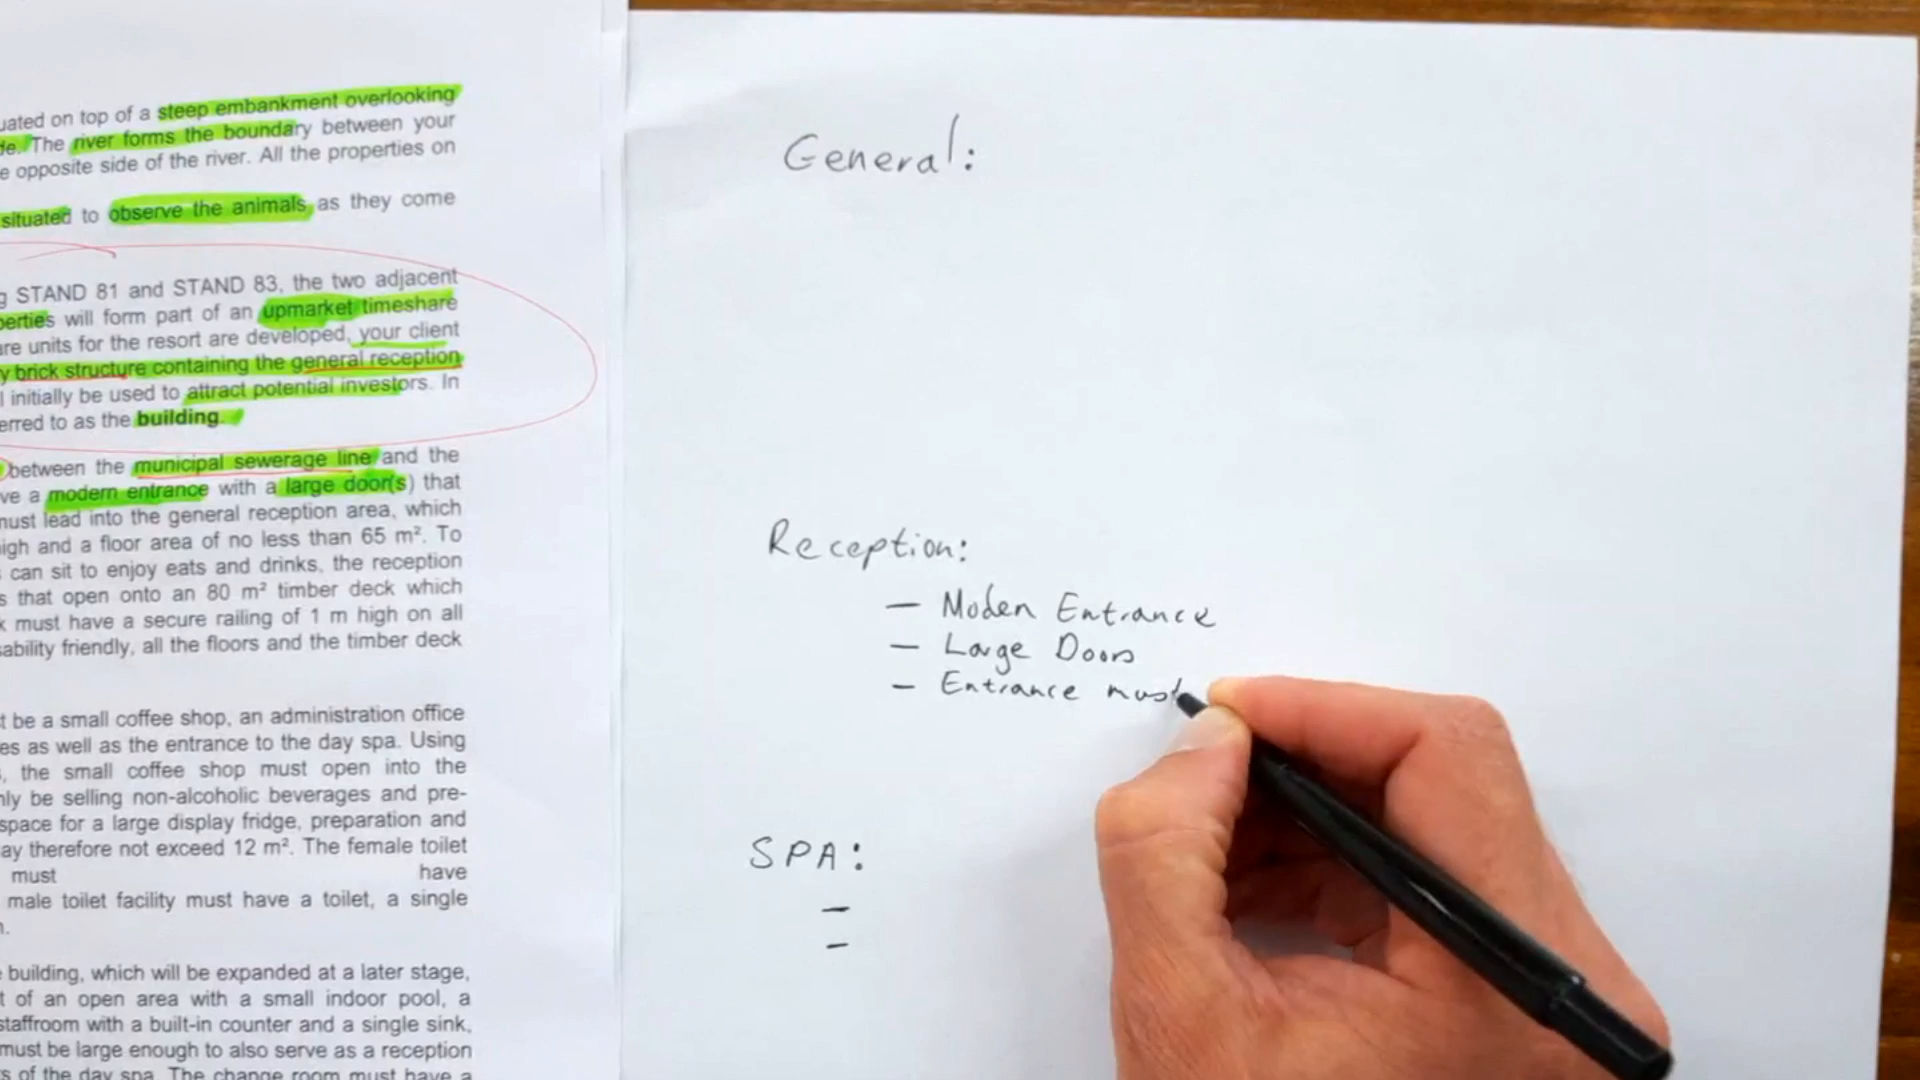 uated on top of a steep embankment overlooking
de. The river forms the boundary between your
e opposite side of the river. All the properties on
situated to observe the animals, as they come
g STAND 81 and STAND 83, the two adjacent
perties will form part of an upmarket timeshare
are units for the resort are developed, your client
y brick structure containing the general reception
l initially be used to attract potential investors. In
erred to as the building.
between the municipal sewerage line and the
ve a modern entrance with a large door(s) that
must lead into the general reception area, which
igh and a floor area of no less than 65 m². To
s can sit to enjoy eats and drinks, the reception
s that open onto an 80 m² timber deck which
k must have a secure railing of 1 m high on all
sability friendly, all the floors and the timber deck
t be a small coffee shop, an administration office
es as well as the entrance to the day spa. Using
, the small coffee shop must open into the
nly be selling non-alcoholic beverages and pre-
space for a large display fridge, preparation and
ay therefore not exceed 12 m². The female toilet
must have
male toilet facility must have a toilet, a single
n.
e building, which will be expanded at a later stage,
t of an open area with a small indoor pool, a
staffroom with a built-in counter and a single sink,
must be large enough to also serve as a reception
s of the day spa. The change room must have a
General:
Reception:
— Moden Entrance
— Large Doors
– Entrance must
SPA:
–
–